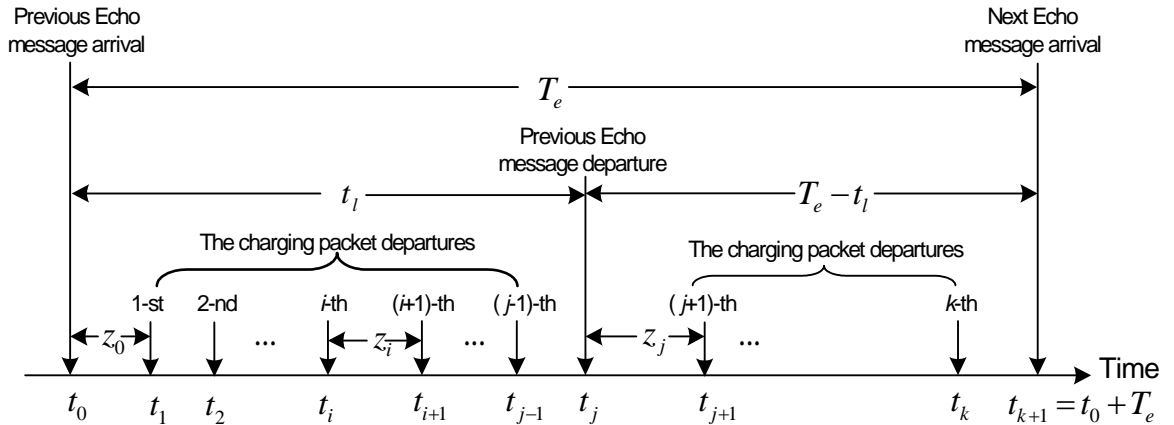 Previous Echo
message arrival
Next Echo
message arrival
T_e
Previous Echo
message departure
t_l
T_e − t_l
The charging packet departures
The charging packet departures
1-st 2-nd i-th (i+1)-th (j-1)-th (j+1)-th k-th
z_0 ... z_i ... z_j ...
Time
t_0 t_1 t_2 t_i t_{i+1} t_{j−1} t_j t_{j+1} t_k t_{k+1} = t_0 + T_e